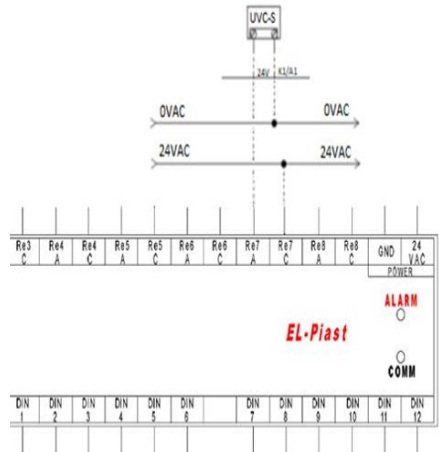 UVC-S
24V K1/A1
0VAC 0VAC
24VAC 24VAC
Re3 C Re4 A Re4 C Re5 A Re5 C Re6 A Re6 C Re7 A Re7 C Re8 A Re8 C GND 24 VAC
POWER
ALARM
EL-Piast
COMM
DIN 1 DIN 2 DIN 3 DIN 4 DIN 5 DIN 6 DIN 7 DIN 8 DIN 9 DIN 10 DIN 11 DIN 12